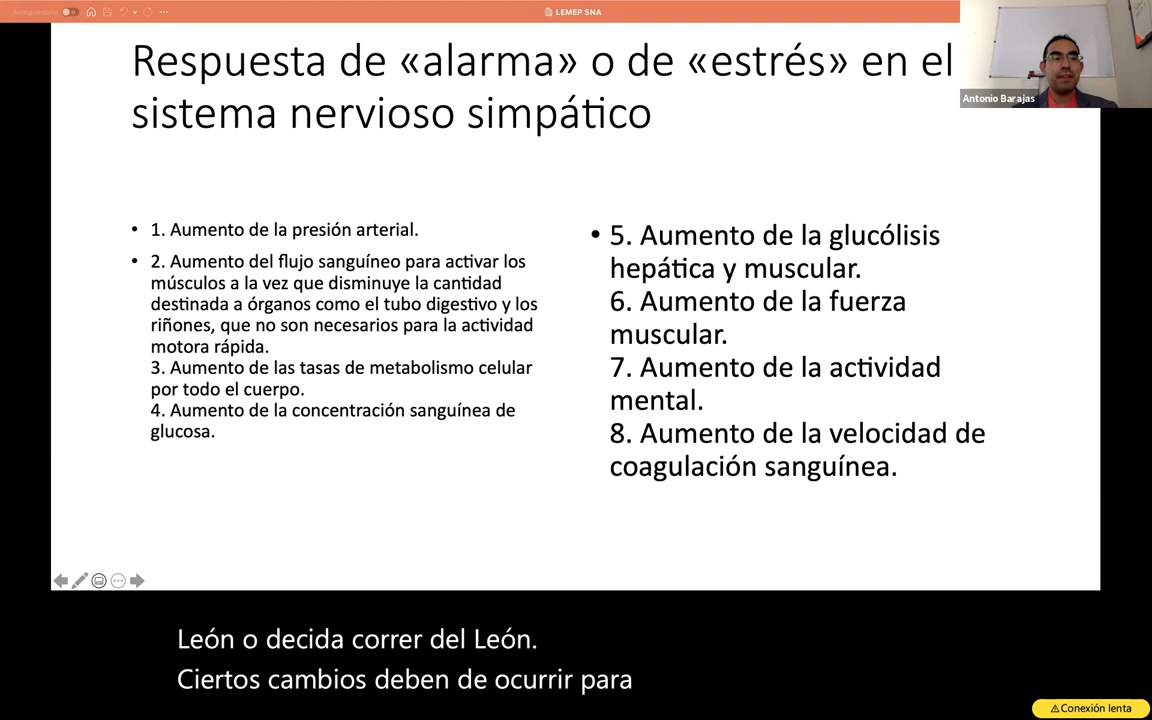 Autoguardado
LEMEP SNA
Antonio Barajas
Respuesta de «alarma» o de «estrés» en el
sistema nervioso simpático
• 1. Aumento de la presión arterial.
• 2. Aumento del flujo sanguíneo para activar los
músculos a la vez que disminuye la cantidad
destinada a órganos como el tubo digestivo y los
riñones, que no son necesarios para la actividad
motora rápida.
3. Aumento de las tasas de metabolismo celular
por todo el cuerpo.
4. Aumento de la concentración sanguínea de
glucosa.
• 5. Aumento de la glucólisis
hepática y muscular.
6. Aumento de la fuerza
muscular.
7. Aumento de la actividad
mental.
8. Aumento de la velocidad de
coagulación sanguínea.
León o decida correr del León.
Ciertos cambios deben de ocurrir para
⚠Conexión lenta